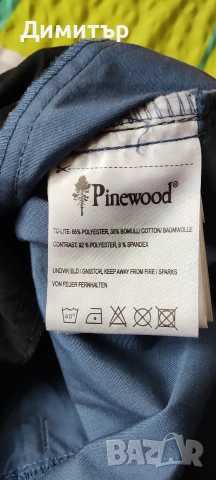 Димитър
Pinewood®
TC-LITE: 65% POLYESTER, 35% BOMULL/ COTTON/ BAUMWOLLE
CONTRAST: 92 % POLYESTER, 8 % SPANDEX
UNDVIK ELD / GNISTOR, KEEP AWAY FROM FIRE / SPARKS
VON FEUER FERNHALTEN
40°
BAZAR